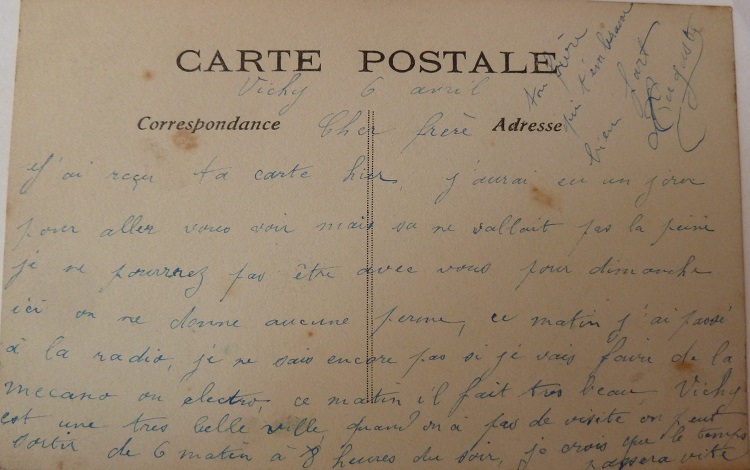 CARTE POSTALE
Vichy 6 avril
Correspondance
Adresse
Cher frère
J'ai reçu ta carte hier, j'aurai eu un jour
pour aller vous voir mais sa ne vallait pas la peine
je ne pourrez pas être avec vous pour dimanche
ici on ne donne aucune perme, ce matin j'ai passé
à la radio, je ne sais encore pas si je vais faire de la
mecano ou electro, ce matin il fait tres beau, Vichy
est une tres belle ville, quand on à pas de visite on peut
sortir de 6 matin à 8 heures du soir, je crois que le temps
passera vite
ton frère
qui t'embrasse
bien fort
Auguste